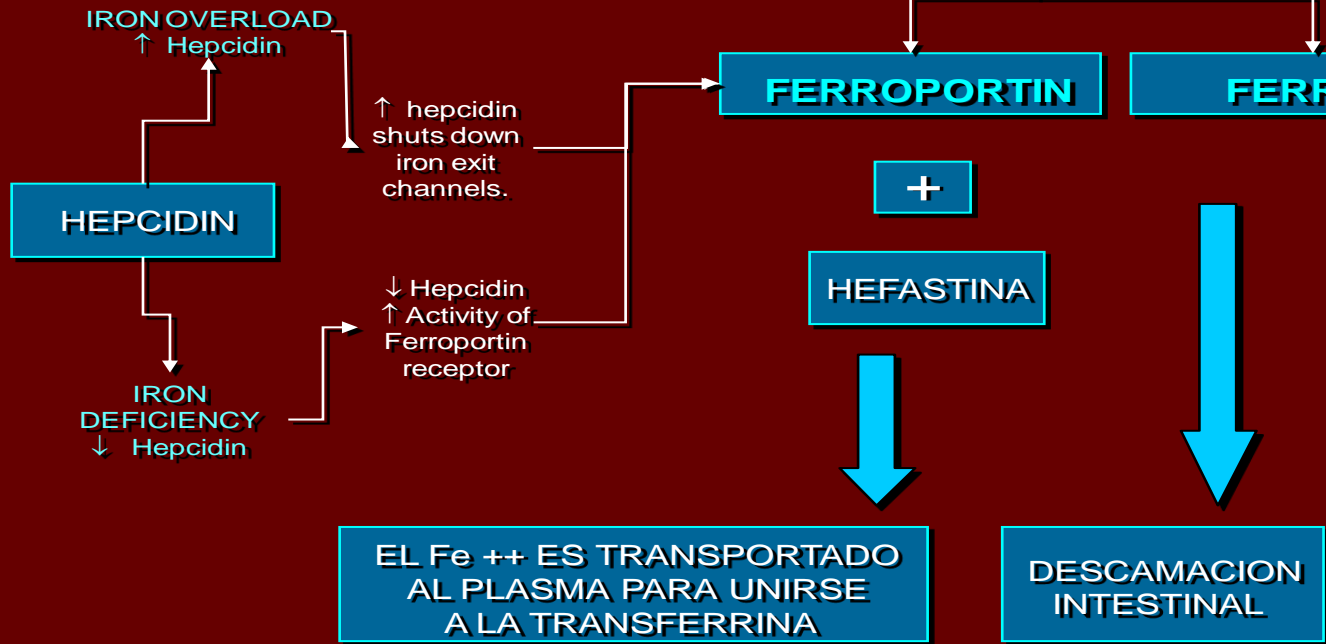 IRON OVERLOAD
↑ Hepcidin
FERROPORTIN
FERR
↑ hepcidin
shuts down
iron exit
channels.
+
HEPCIDIN
HEFASTINA
↓ Hepcidin
↑ Activity of
Ferroportin
receptor
IRON
DEFICIENCY
↓ Hepcidin
EL Fe ++ ES TRANSPORTADO
AL PLASMA PARA UNIRSE
A LA TRANSFERRINA
DESCAMACION
INTESTINAL